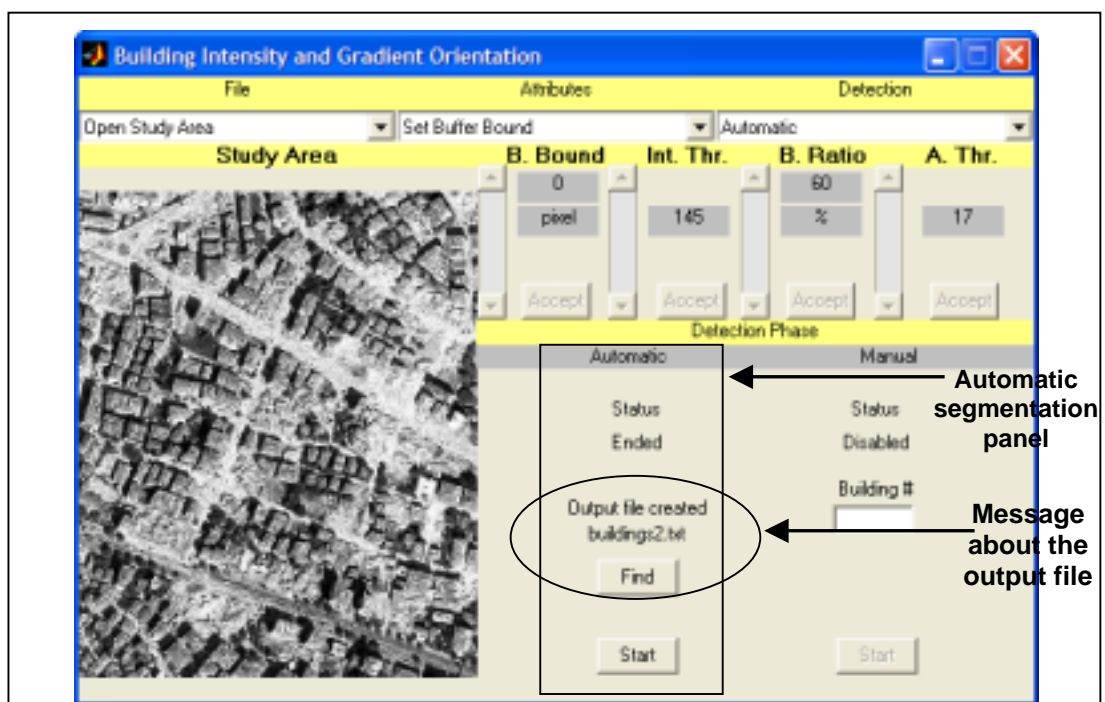 Building Intensity and Gradient Orientation
File Attributes Detection
Open Study Area Set Buffer Bound Automatic
Study Area B. Bound Int. Thr. B. Ratio A. Thr.
0 60
pixel 145 % 17
Accept Accept Accept Accept
Detection Phase
Automatic Manual
Status Status
Ended Disabled
Building #
Output file created
buildings2.txt
Find
Start Start
Automatic
segmentation
panel
Message
about the
output file